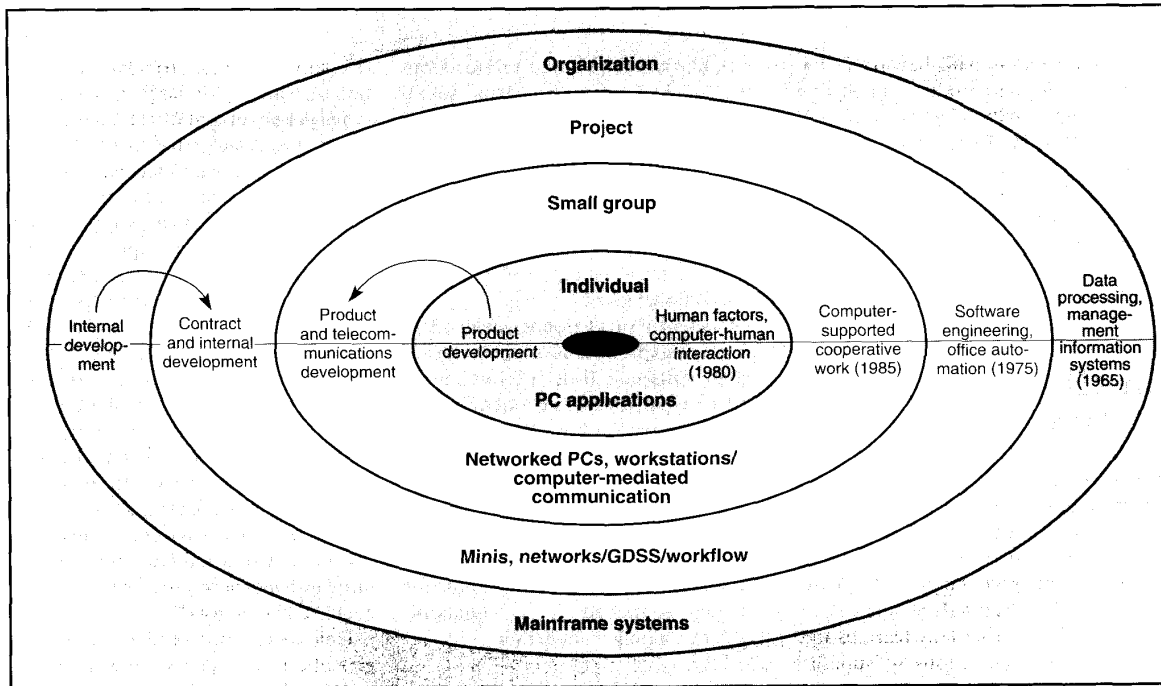 Organization
Project
Small group
Individual
Internal
develop-
ment
Contract
and internal
development
Product
and telecom-
munications
development
Product
development
Human factors,
computer-human
interaction
(1980)
Computer-
supported
cooperative
work (1985)
Software
engineering,
office auto-
mation (1975)
Data
processing,
manage-
ment
information
systems
(1965)
PC applications
Networked PCs, workstations/
computer-mediated
communication
Minis, networks/GDSS/workflow
Mainframe systems